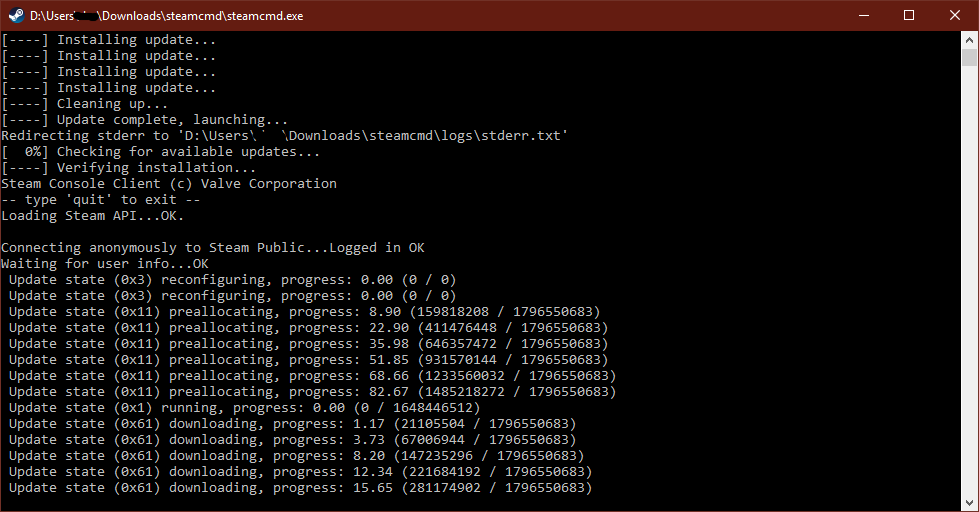 D:\Users\ \Downloads\steamcmd\steamcmd.exe
[----] Installing update...
[----] Installing update...
[----] Installing update...
[----] Installing update...
[----] Cleaning up...
[----] Update complete, launching...
Redirecting stderr to 'D:\Users\ \Downloads\steamcmd\logs\stderr.txt'
[  0%] Checking for available updates...
[----] Verifying installation...
Steam Console Client (c) Valve Corporation
-- type 'quit' to exit --
Loading Steam API...OK.
Connecting anonymously to Steam Public...Logged in OK
Waiting for user info...OK
Update state (0x3) reconfiguring, progress: 0.00 (0 / 0)
Update state (0x3) reconfiguring, progress: 0.00 (0 / 0)
Update state (0x11) preallocating, progress: 8.90 (159818208 / 1796550683)
Update state (0x11) preallocating, progress: 22.90 (411476448 / 1796550683)
Update state (0x11) preallocating, progress: 35.98 (646357472 / 1796550683)
Update state (0x11) preallocating, progress: 51.85 (931570144 / 1796550683)
Update state (0x11) preallocating, progress: 68.66 (1233560032 / 1796550683)
Update state (0x11) preallocating, progress: 82.67 (1485218272 / 1796550683)
Update state (0x1) running, progress: 0.00 (0 / 1648446512)
Update state (0x61) downloading, progress: 1.17 (21105504 / 1796550683)
Update state (0x61) downloading, progress: 3.73 (67006944 / 1796550683)
Update state (0x61) downloading, progress: 8.20 (147235296 / 1796550683)
Update state (0x61) downloading, progress: 12.34 (221684192 / 1796550683)
Update state (0x61) downloading, progress: 15.65 (281174902 / 1796550683)